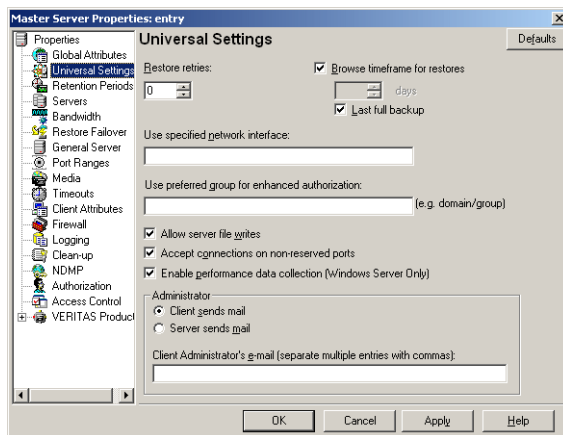 Master Server Properties: entry
Properties
Global Attributes
Universal Settings
Retention Periods
Servers
Bandwidth
Restore Failover
General Server
Port Ranges
Media
Timeouts
Client Attributes
Firewall
Logging
Clean-up
NDMP
Authorization
Access Control
VERITAS Product
Universal Settings
Defaults
Restore retries:
0
Browse timeframe for restores
days
Last full backup
Use specified network interface:
Use preferred group for enhanced authorization:
(e.g. domain/group)
Allow server file writes
Accept connections on non-reserved ports
Enable performance data collection (Windows Server Only)
Administrator
Client sends mail
Server sends mail
Client Administrator's e-mail (separate multiple entries with commas):
OK
Cancel
Apply
Help